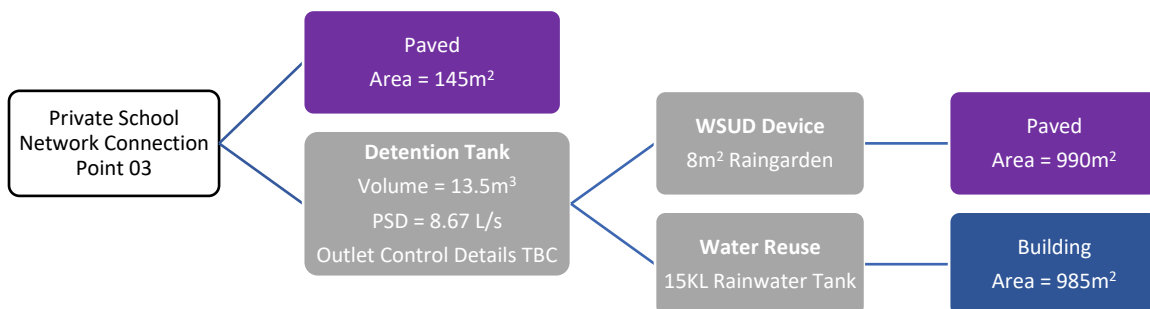 Private School
Network Connection
Point 03
Paved
Area = 145m²
Detention Tank
Volume = 13.5m³
PSD = 8.67 L/s
Outlet Control Details TBC
WSUD Device
8m² Raingarden
Paved
Area = 990m²
Water Reuse
15KL Rainwater Tank
Building
Area = 985m²